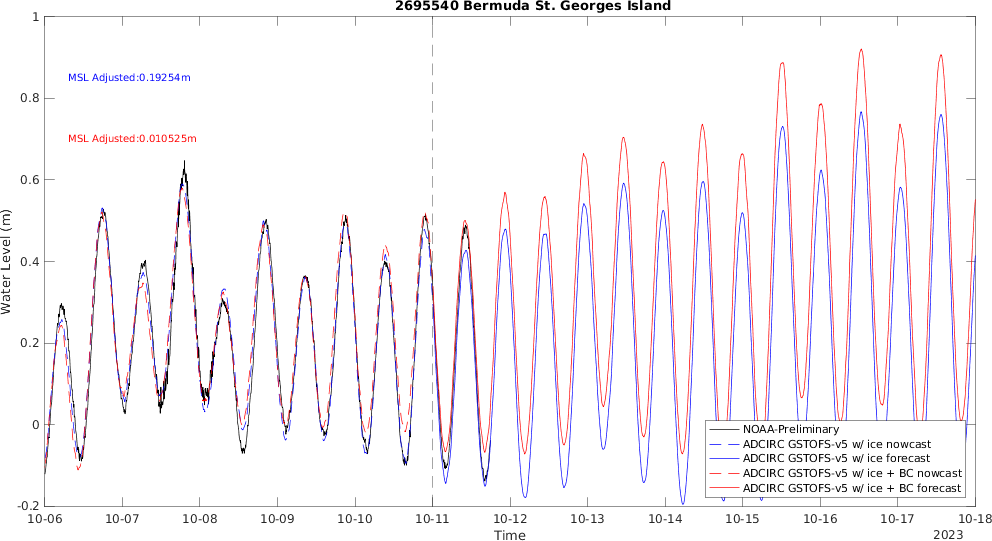 2695540 Bermuda St. Georges Island
MSL Adjusted:0.19254m
MSL Adjusted:0.010525m
Water Level (m)
1
0.8
0.6
0.4
0.2
0
-0.2
NOAA-Preliminary
ADCIRC GSTOFS-v5 w/ ice nowcast
ADCIRC GSTOFS-v5 w/ ice forecast
ADCIRC GSTOFS-v5 w/ ice + BC nowcast
ADCIRC GSTOFS-v5 w/ ice + BC forecast
10-06 10-07 10-08 10-09 10-10 10-11 10-12 10-13 10-14 10-15 10-16 10-17 10-18
Time
2023